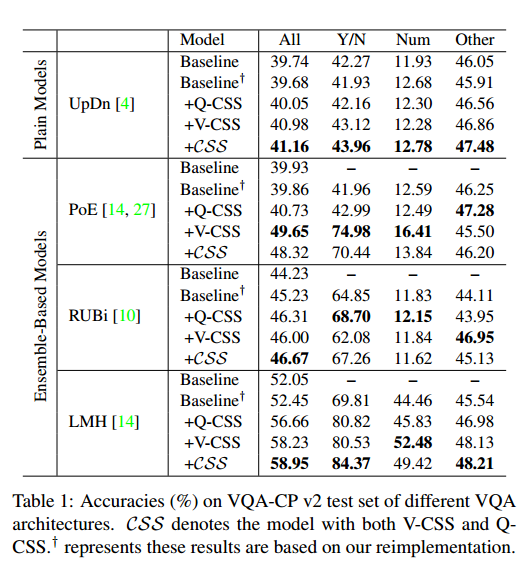 Model All Y/N Num Other
Plain Models
UpDn [4]
Baseline 39.74 42.27 11.93 46.05
Baseline† 39.68 41.93 12.68 45.91
+Q-CSS 40.05 42.16 12.30 46.56
+V-CSS 40.98 43.12 12.28 46.86
+CSS 41.16 43.96 12.78 47.48
Ensemble-Based Models
PoE [14, 27]
Baseline 39.93 – – –
Baseline† 39.86 41.96 12.59 46.25
+Q-CSS 40.73 42.99 12.49 47.28
+V-CSS 49.65 74.98 16.41 45.50
+CSS 48.32 70.44 13.84 46.20
RUBi [10]
Baseline 44.23 – – –
Baseline† 45.23 64.85 11.83 44.11
+Q-CSS 46.31 68.70 12.15 43.95
+V-CSS 46.00 62.08 11.84 46.95
+CSS 46.67 67.26 11.62 45.13
LMH [14]
Baseline 52.05 – – –
Baseline† 52.45 69.81 44.46 45.54
+Q-CSS 56.66 80.82 45.83 46.98
+V-CSS 58.23 80.53 52.48 48.13
+CSS 58.95 84.37 49.42 48.21
Table 1: Accuracies (%) on VQA-CP v2 test set of different VQA
architectures. CSS denotes the model with both V-CSS and Q-
CSS.† represents these results are based on our reimplementation.